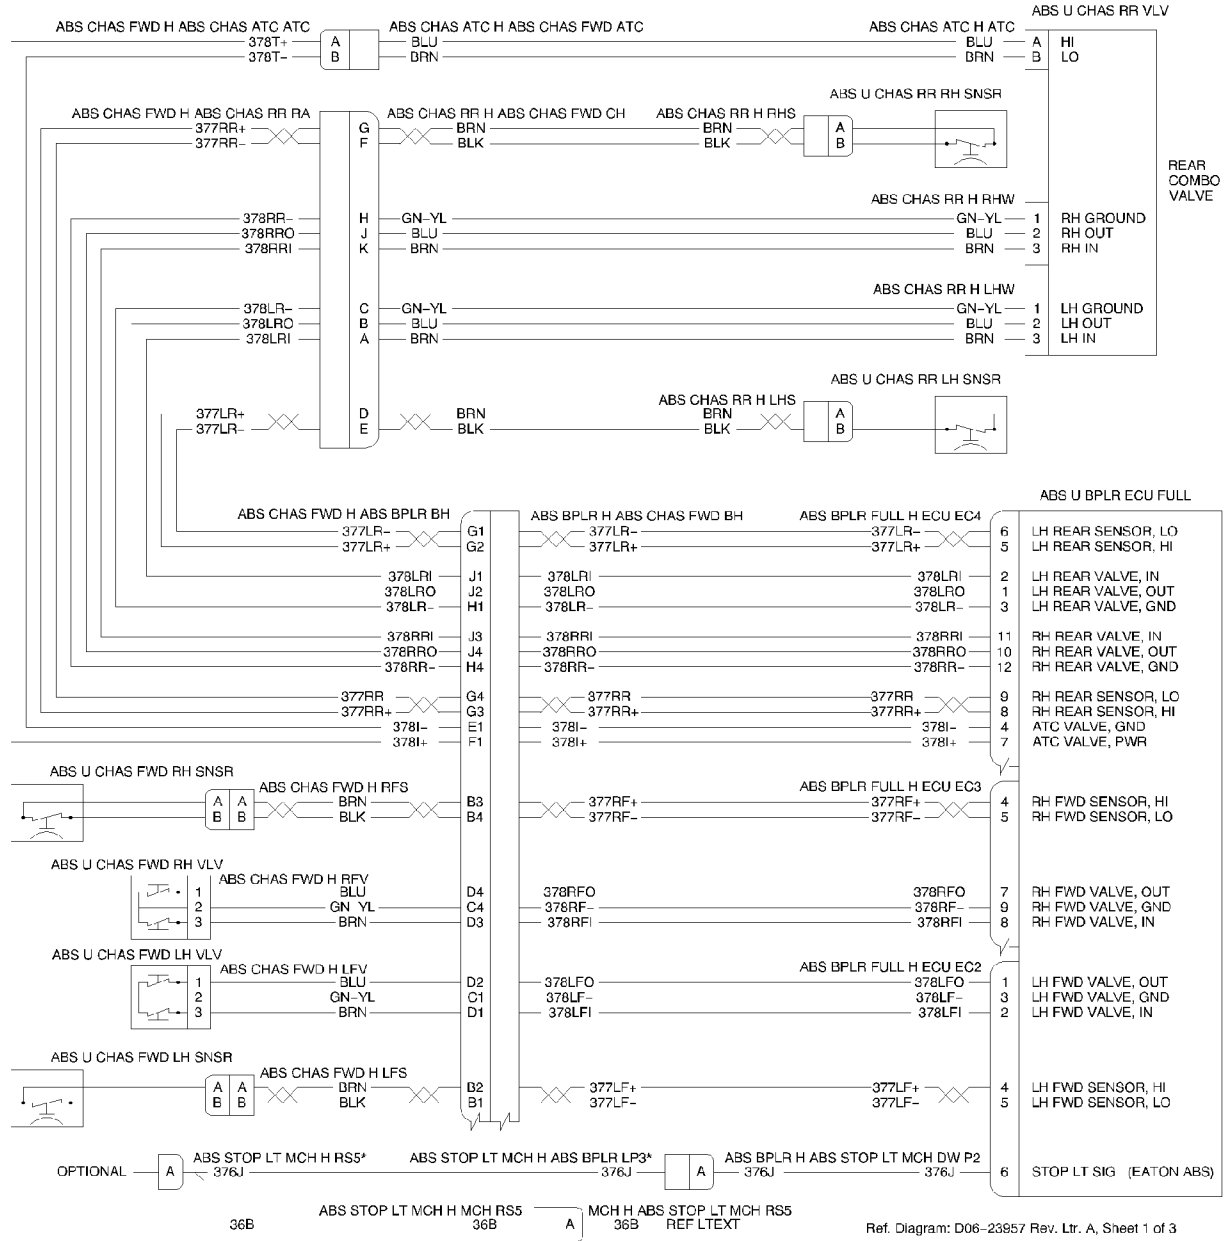 ABS U CHAS RR VLV
ABS CHAS FWD H ABS CHAS ATC ATC ABS CHAS ATC H ABS CHAS FWD ATC ABS CHAS ATC H ATC
378T+ A BLU BLU A HI
378T− B BRN BRN B LO
ABS U CHAS RR RH SNSR
ABS CHAS FWD H ABS CHAS RR RA ABS CHAS RR H ABS CHAS FWD CH ABS CHAS RR H RHS
377RR+ G BRN BRN A
377RR− F BLK BLK B
REAR
COMBO
VALVE
ABS CHAS RR H RHW
378RR− H GN−YL GN−YL 1 RH GROUND
378RRO J BLU BLU 2 RH OUT
378RRI K BRN BRN 3 RH IN
ABS CHAS RR H LHW
378LR− C GN−YL GN−YL 1 LH GROUND
378LRO B BLU BLU 2 LH OUT
378LRI A BRN BRN 3 LH IN
ABS U CHAS RR LH SNSR
ABS CHAS RR H LHS
377LR+ D BRN BRN A
377LR− E BLK BLK B
ABS U BPLR ECU FULL
ABS CHAS FWD H ABS BPLR BH ABS BPLR H ABS CHAS FWD BH ABS BPLR FULL H ECU EC4
377LR− G1 377LR− 377LR− 6 LH REAR SENSOR, LO
377LR+ G2 377LR+ 377LR+ 5 LH REAR SENSOR, HI
378LRI J1 378LRI 378LRI 2 LH REAR VALVE, IN
378LRO J2 378LRO 378LRO 1 LH REAR VALVE, OUT
378LR− H1 378LR− 378LR− 3 LH REAR VALVE, GND
378RRI J3 378RRI 378RRI 11 RH REAR VALVE, IN
378RRO J4 378RRO 378RRO 10 RH REAR VALVE, OUT
378RR− H4 378RR− 378RR− 12 RH REAR VALVE, GND
377RR G4 377RR 377RR 9 RH REAR SENSOR, LO
377RR+ G3 377RR+ 377RR+ 8 RH REAR SENSOR, HI
378I− E1 378I− 378I− 4 ATC VALVE, GND
378I+ F1 378I+ 378I+ 7 ATC VALVE, PWR
ABS U CHAS FWD RH SNSR
ABS CHAS FWD H RFS ABS BPLR FULL H ECU EC3
A A BRN B3 377RF+ 377RF+ 4 RH FWD SENSOR, HI
B B BLK B4 377RF− 377RF− 5 RH FWD SENSOR, LO
ABS U CHAS FWD RH VLV
ABS CHAS FWD H RFV
1 BLU D4 378RFO 378RFO 7 RH FWD VALVE, OUT
2 GN YL C4 378RF− 378RF− 9 RH FWD VALVE, GND
3 BRN D3 378RFI 378RFI 8 RH FWD VALVE, IN
ABS U CHAS FWD LH VLV
ABS CHAS FWD H LFV ABS BPLR FULL H ECU EC2
1 BLU D2 378LFO 378LFO 1 LH FWD VALVE, OUT
2 GN−YL C1 378LF− 378LF− 3 LH FWD VALVE, GND
3 BRN D1 378LFI 378LFI 2 LH FWD VALVE, IN
ABS U CHAS FWD LH SNSR
ABS CHAS FWD H LFS
A A BRN B2 377LF+ 377LF+ 4 LH FWD SENSOR, HI
B B BLK B1 377LF− 377LF− 5 LH FWD SENSOR, LO
ABS STOP LT MCH H RS5* ABS STOP LT MCH H ABS BPLR LP3* ABS BPLR H ABS STOP LT MCH DW P2
OPTIONAL A 376J 376J A 376J 376J 6 STOP LT SIG (EATON ABS)
ABS STOP LT MCH H MCH RS5 MCH H ABS STOP LT MCH RS5
36B 36B A 36B REF LTEXT
Ref. Diagram: D06−23957 Rev. Ltr. A, Sheet 1 of 3